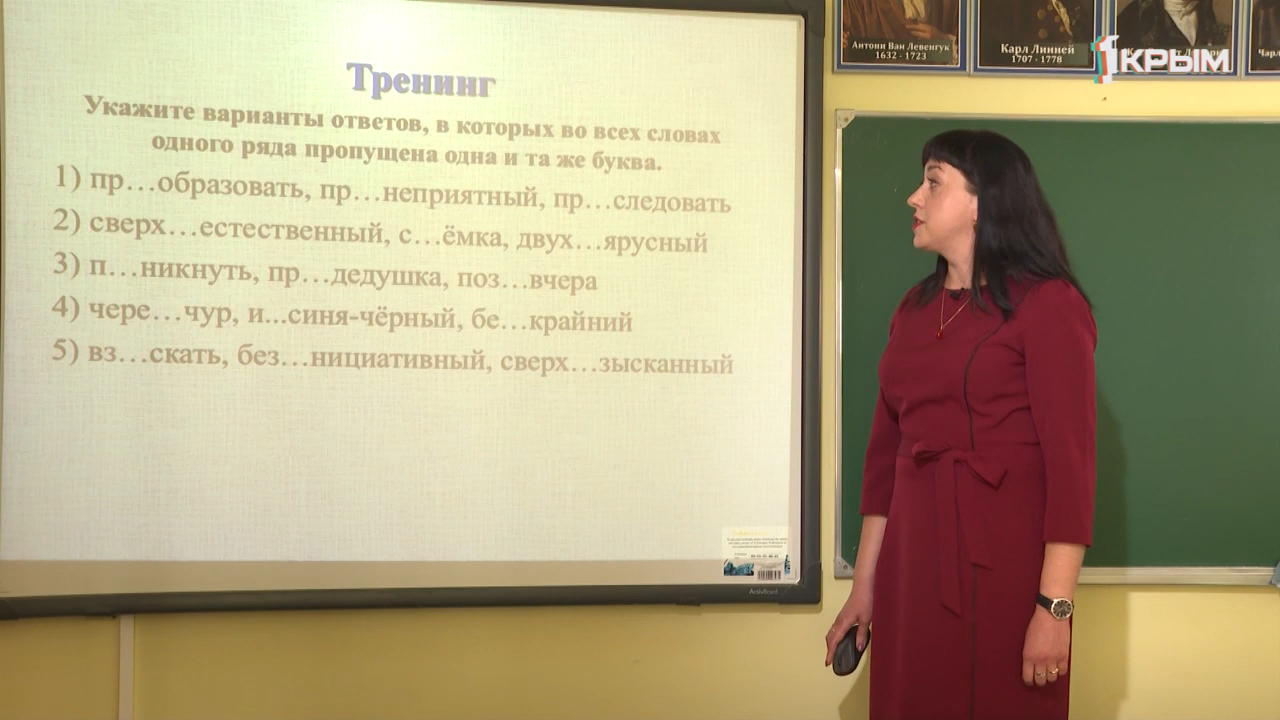 Тренинг
Укажите варианты ответов, в которых во всех словах
одного ряда пропущена одна и та же буква.
1) пр…образовать, пр…неприятный, пр…следовать
2) сверх…естественный, с…ёмка, двух…ярусный
3) п…никнуть, пр…дедушка, поз…вчера
4) чере…чур, и...синя-чёрный, бе…крайний
5) вз…скать, без…нициативный, сверх…зысканный
ActivBoard
Антони Ван Левенгук
1632 - 1723
Карл Линней
1707 - 1778
1 КРЫМ